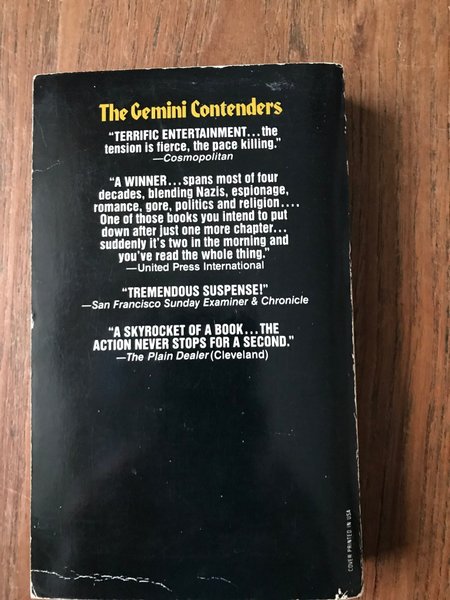 The Gemini Contenders
“TERRIFIC ENTERTAINMENT...the
tension is fierce, the pace killing.”
—Cosmopolitan
“A WINNER...spans most of four
decades, blending Nazis, espionage,
romance, gore, politics and religion....
One of those books you intend to put
down after just one more chapter...
suddenly it's two in the morning and
you've read the whole thing.”
—United Press International
“TREMENDOUS SUSPENSE!”
—San Francisco Sunday Examiner & Chronicle
“A SKYROCKET OF A BOOK...THE
ACTION NEVER STOPS FOR A SECOND.”
—The Plain Dealer (Cleveland)
COVER PRINTED IN USA